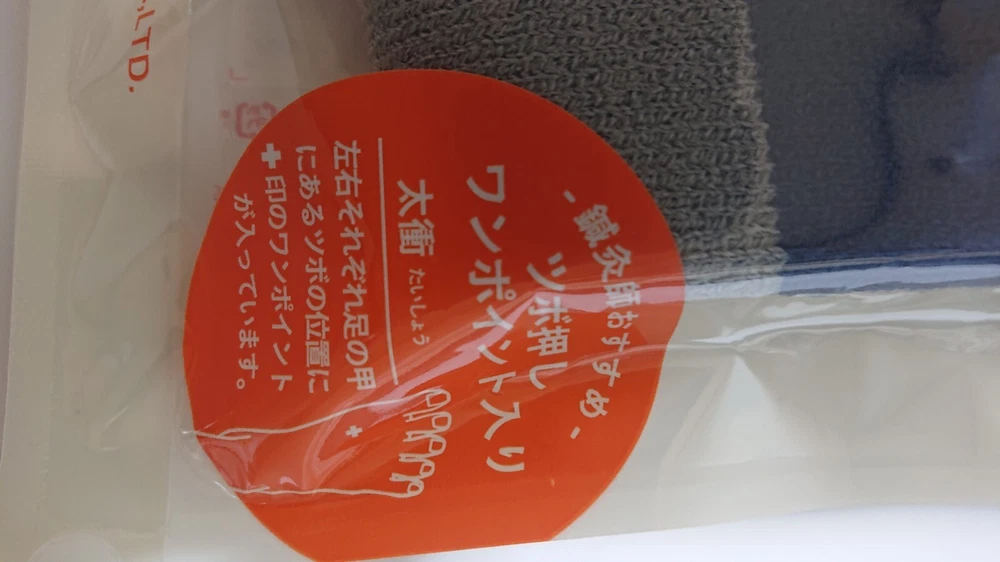 -鍼灸師おすすめ-
ツボ押し
ワンポイント入り
太衝 たいしょう
左右それぞれ足の甲
にあるツボの位置に
✚印のワンポイント
が入っています。
.,LTD.